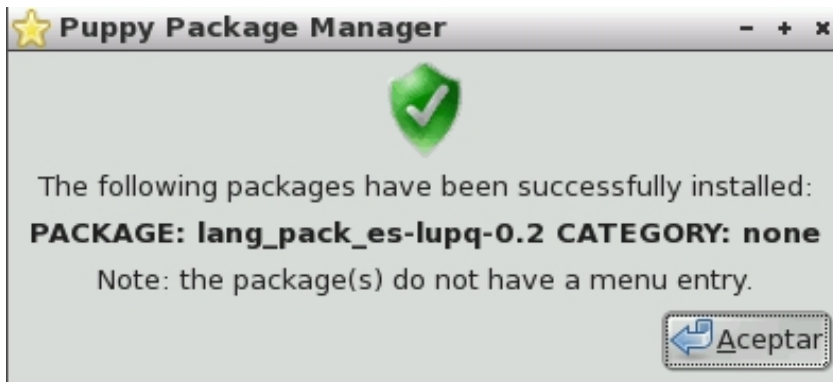 Puppy Package Manager
The following packages have been successfully installed:
PACKAGE: lang_pack_es-lupq-0.2 CATEGORY: none
Note: the package(s) do not have a menu entry.
Aceptar